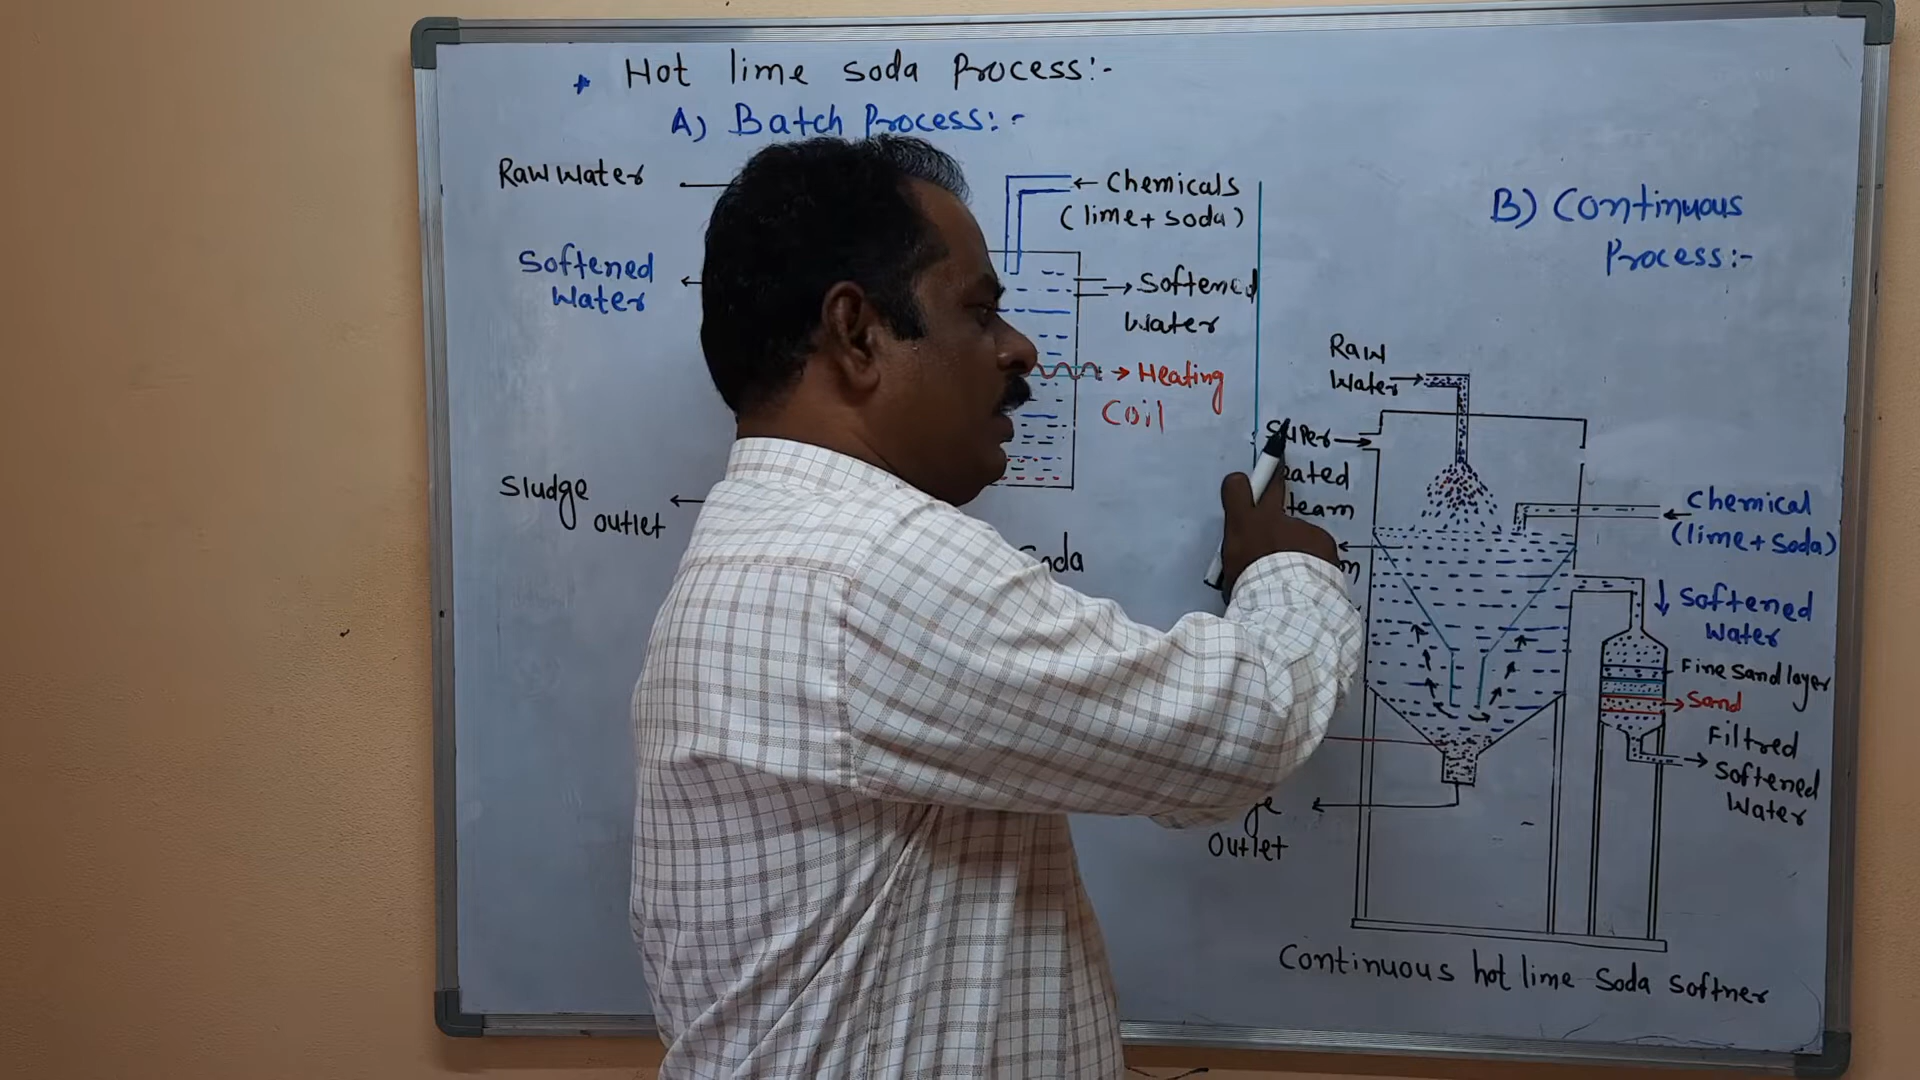 Hot lime soda Process:-
A) Batch Process:-
Raw water
Softened
Water
Sludge
outlet
← Chemicals
(lime + soda)
→ Softened
Water
→ Heating
Coil
B) Continuous
Process:-
Raw
Water
Super
Outlet
Chemical
(lime + soda)
↓ Softened
Water
Fine Sand layer
→ Sand
Filtred
Softened
Water
Continuous hot lime Soda Softner